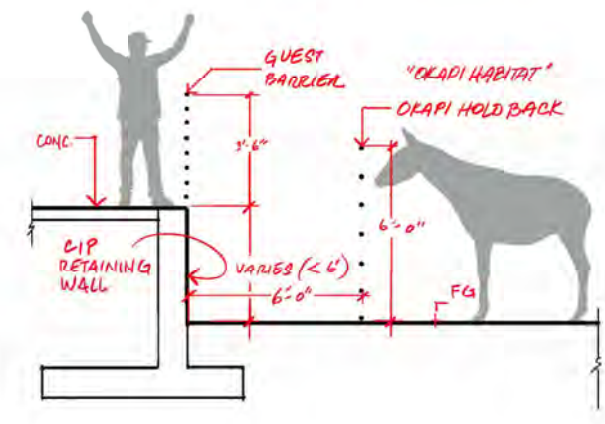 GUEST
BARRIER
"OKAPI HABITAT"
OKAPI HOLD BACK
CONC.
3'-6"
6'-0"
CIP
RETAINING
WALL
VARIES (< 6')
6'-0"
FG